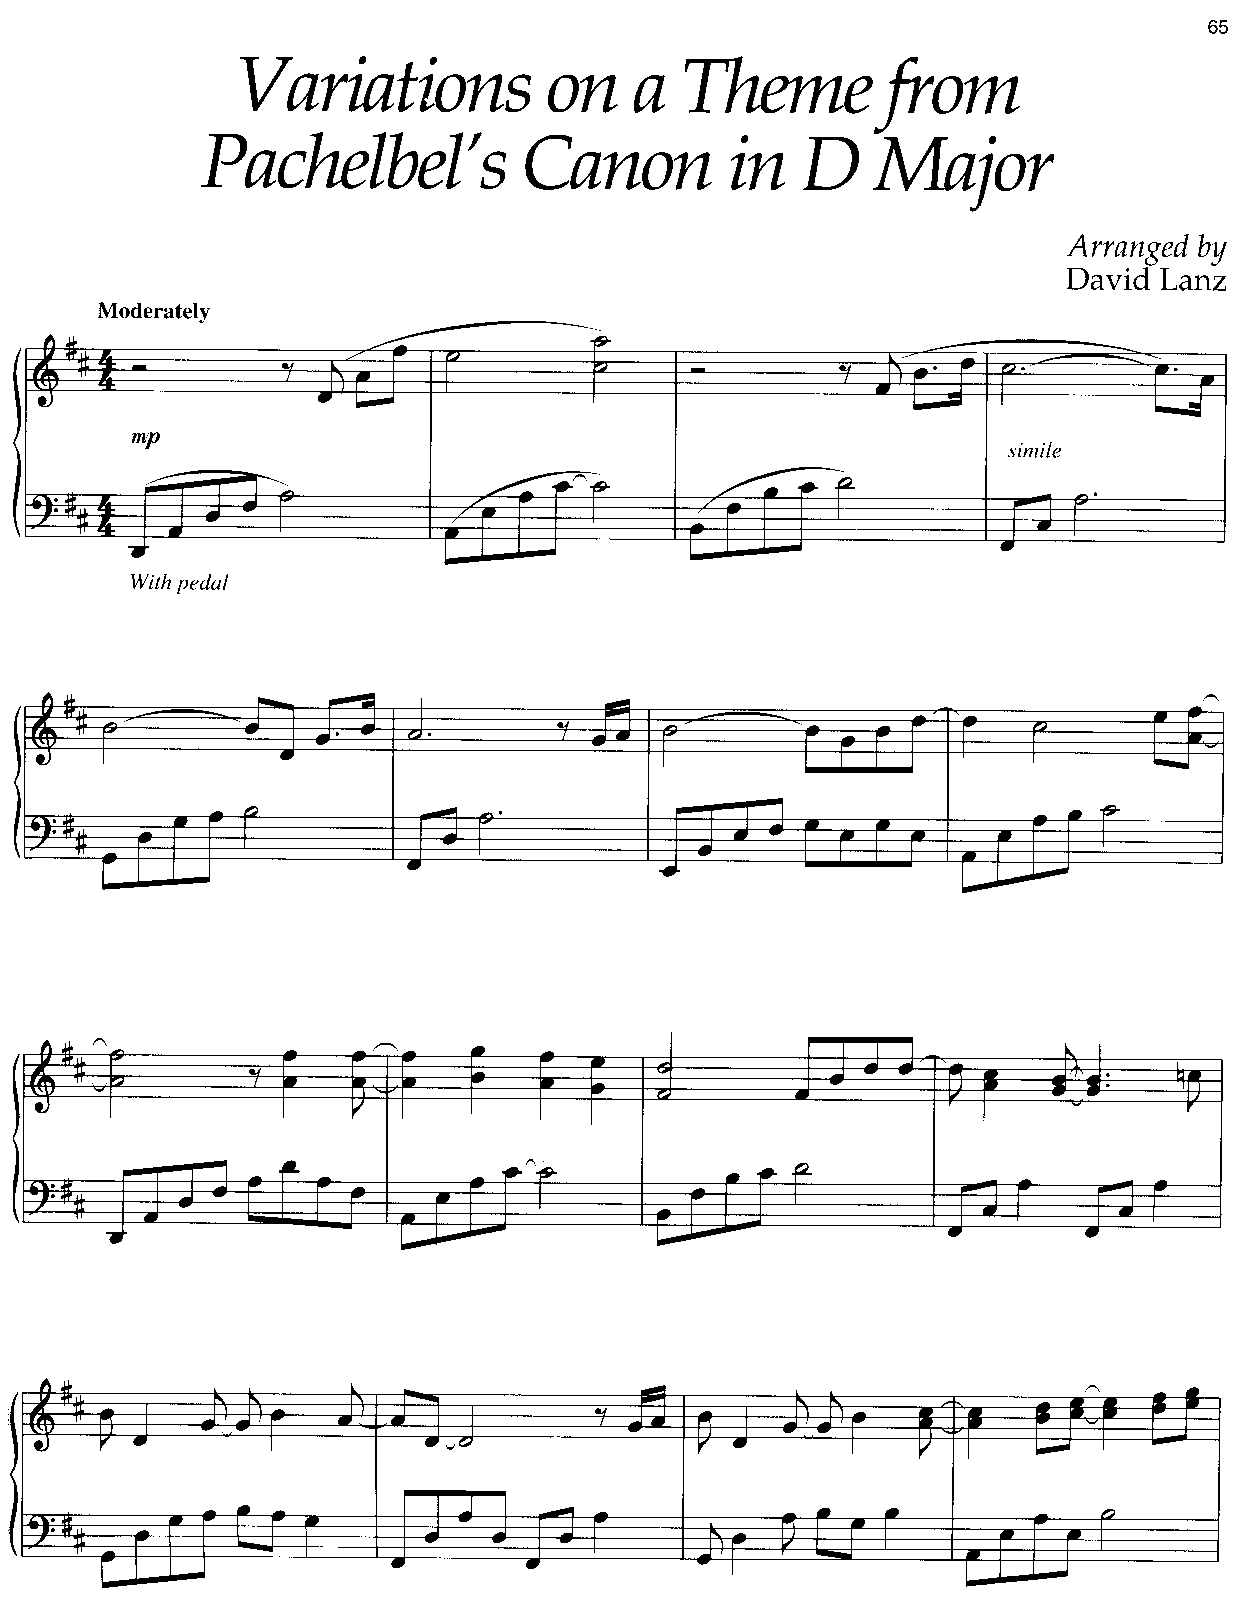 65
Variations on a Theme from
Pachelbel's Canon in D Major
Arranged by
David Lanz
Moderately
mp
simile
With pedal